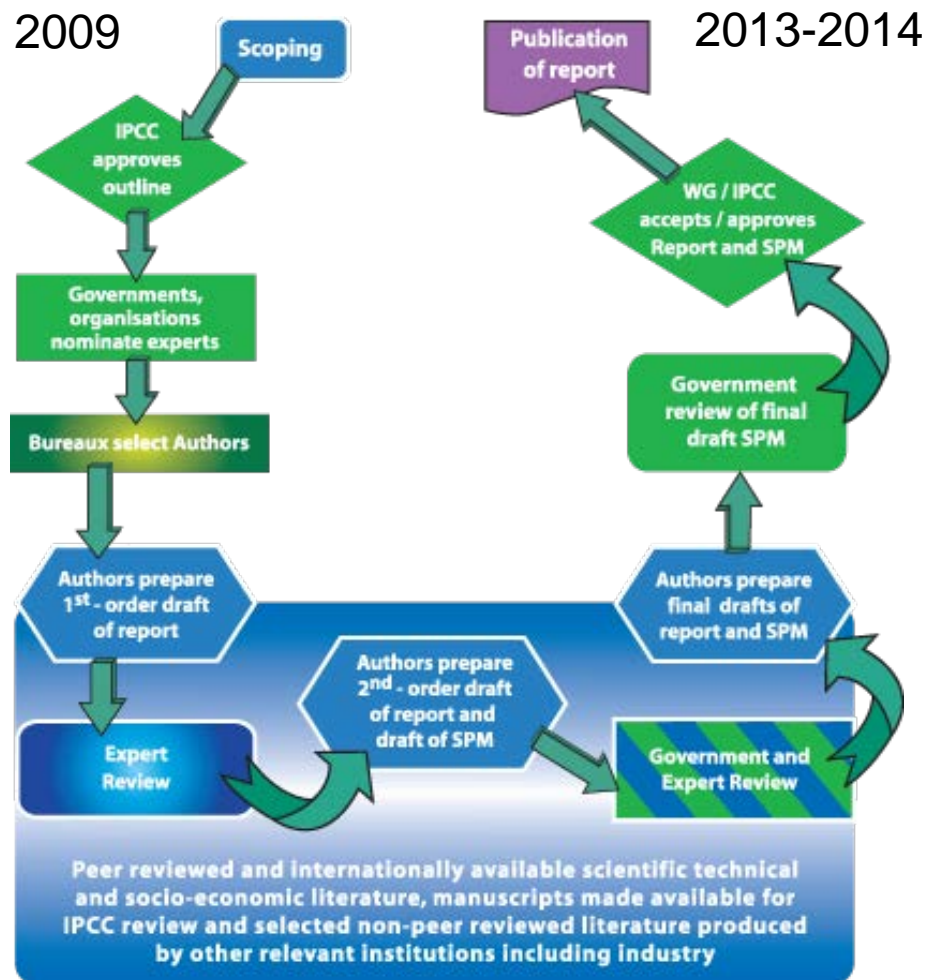 2009
Scoping
IPCC
approves
outline
Governments,
organisations
nominate experts
Bureaux select Authors
Authors prepare
1st - order draft
of report
Expert
Review
Authors prepare
2nd - order draft
of report and
draft of SPM
Government and
Expert Review
Authors prepare
final drafts of
report and SPM
Government
review of final
draft SPM
WG / IPCC
accepts / approves
Report and SPM
Publication
of report
2013-2014
Peer reviewed and internationally available scientific technical
and socio-economic literature, manuscripts made available for
IPCC review and selected non-peer reviewed literature produced
by other relevant institutions including industry